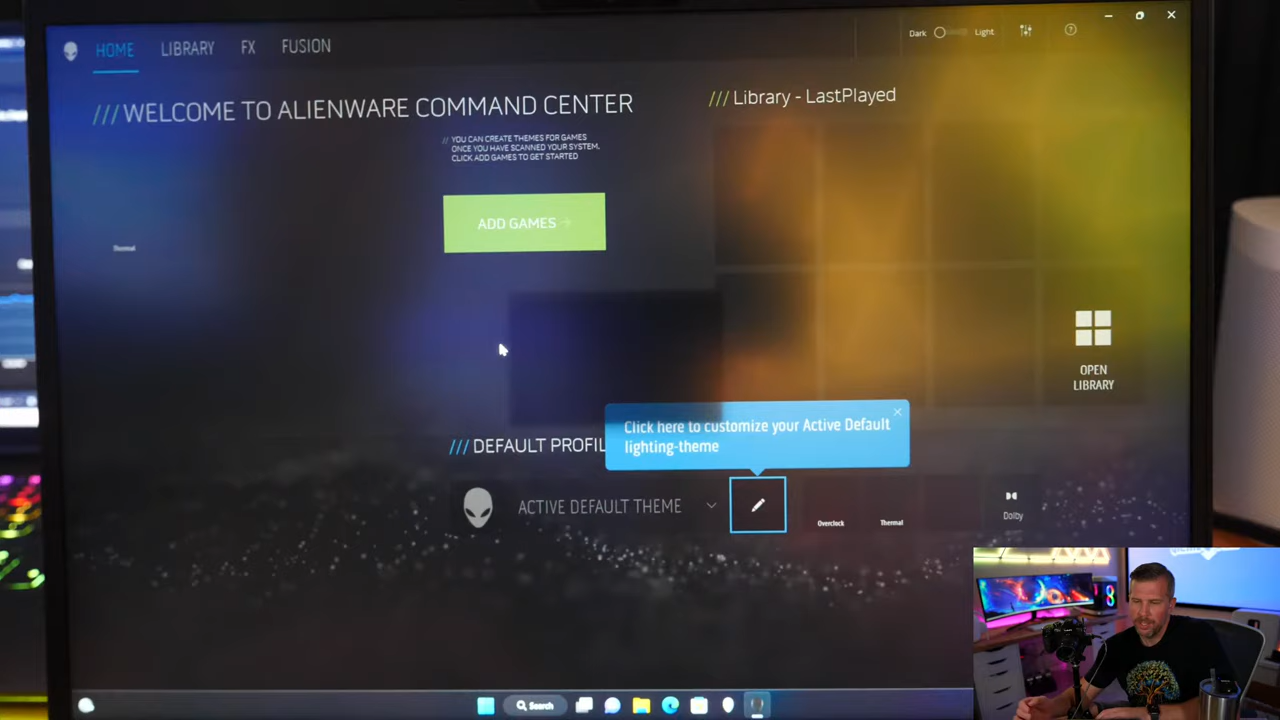 HOME LIBRARY FX FUSION
Dark Light
/// WELCOME TO ALIENWARE COMMAND CENTER
// YOU CAN CREATE THEMES FOR GAMES
ONCE YOU HAVE SCANNED YOUR SYSTEM,
CLICK ADD GAMES TO GET STARTED
ADD GAMES
Thermal
/// Library - LastPlayed
OPEN
LIBRARY
Click here to customize your Active Default
lighting-theme
/// DEFAULT PROFIL
ACTIVE DEFAULT THEME
Overclock
Thermal
Dolby
Search